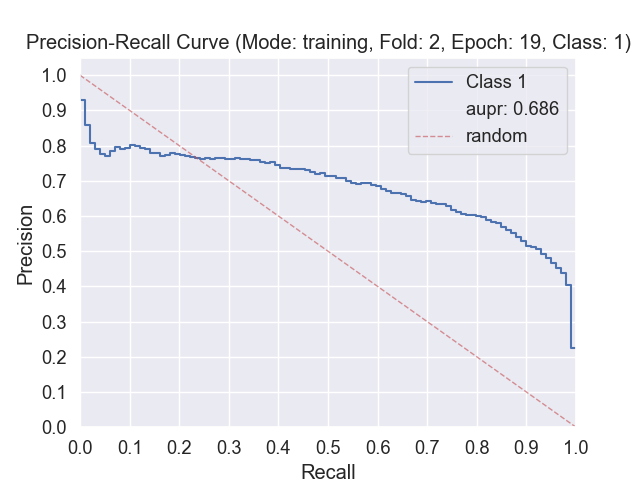 Precision-Recall Curve (Mode: training, Fold: 2, Epoch: 19, Class: 1)
1.0
0.9
0.8
0.7
0.6
0.5
0.4
0.3
0.2
0.1
0.0
Precision
Class 1
aupr: 0.686
random
0.0 0.1 0.2 0.3 0.4 0.5 0.6 0.7 0.8 0.9 1.0
Recall